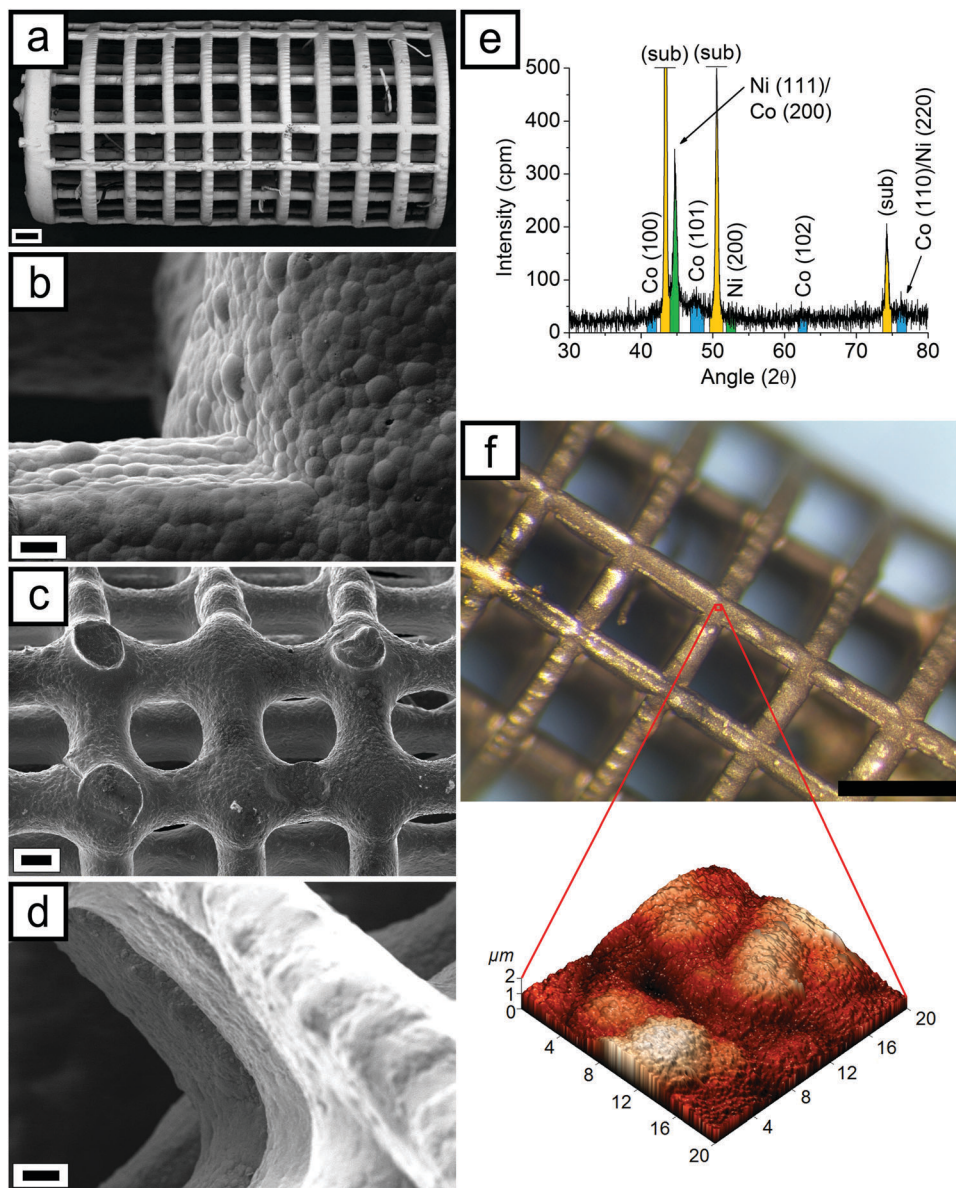 a
b
c
d
e
(sub) (sub)
500
400
300
200
100
0
Intensity (cpm)
Ni (111)/
Co (200)
Co (100)
Co (101)
Ni (200)
Co (102)
(sub)
Co (110)/Ni (220)
30 40 50 60 70 80
Angle (2θ)
f
μm
2
1
0
4
8
12
16
20
4
8
12
16
20